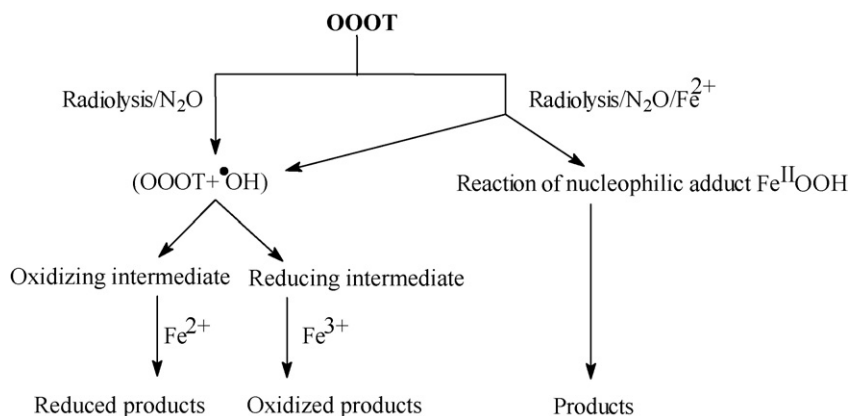 OOOT
Radiolysis/N2O
Radiolysis/N2O/Fe2+
(OOOT+•OH)
Reaction of nucleophilic adduct FeIIOOH
Oxidizing intermediate
Reducing intermediate
Fe2+
Fe3+
Reduced products
Oxidized products
Products